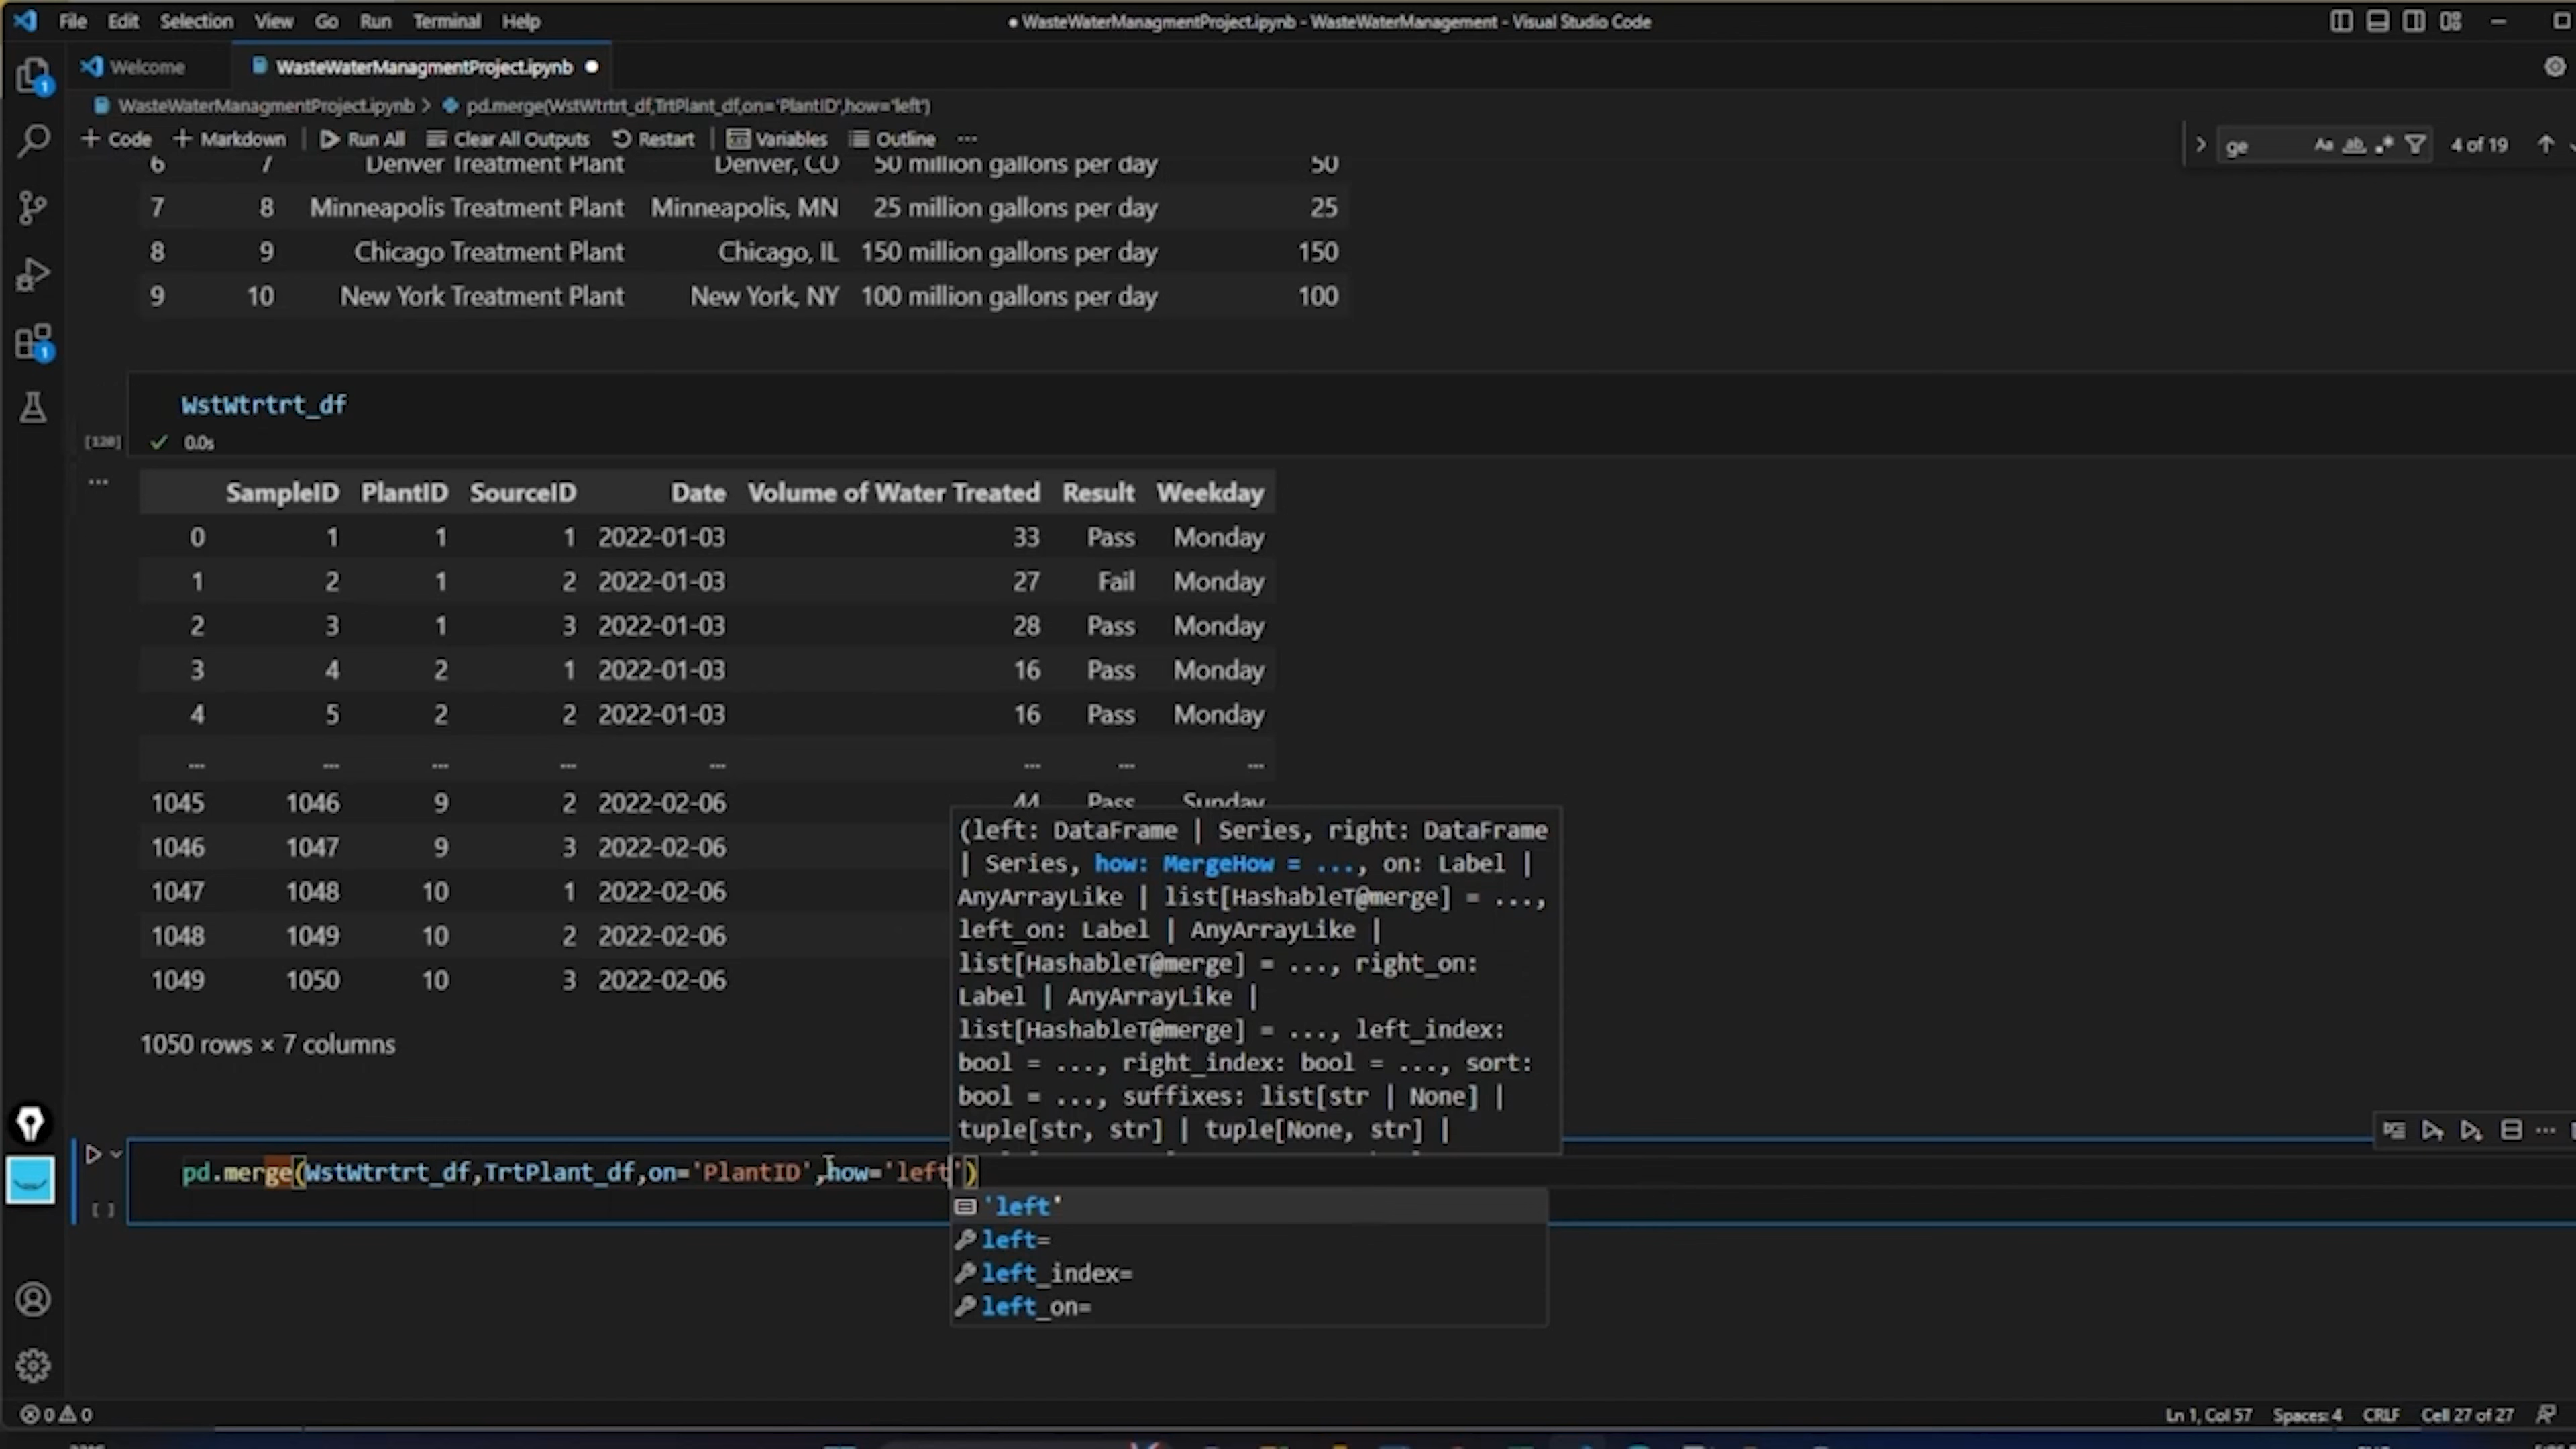 File Edit Selection View Go Run Terminal Help ● WasteWaterManagmentProject.ipynb - WasteWaterManagement - Visual Studio Code
Welcome WasteWaterManagmentProject.ipynb ●
WasteWaterManagmentProject.ipynb > pd.merge(WstWtrtrt_df,TrtPlant_df,on='PlantID',how='left')
+ Code + Markdown Run All Clear All Outputs Restart Variables Outline ...
ge Aa ab 4 of 19
6 7 Denver Treatment Plant Denver, CO 50 million gallons per day 50
7 8 Minneapolis Treatment Plant Minneapolis, MN 25 million gallons per day 25
8 9 Chicago Treatment Plant Chicago, IL 150 million gallons per day 150
9 10 New York Treatment Plant New York, NY 100 million gallons per day 100
WstWtrtrt_df
[120] ✓ 0.0s
...
SampleID PlantID SourceID Date Volume of Water Treated Result Weekday
0 1 1 1 2022-01-03 33 Pass Monday
1 2 1 2 2022-01-03 27 Fail Monday
2 3 1 3 2022-01-03 28 Pass Monday
3 4 2 1 2022-01-03 16 Pass Monday
4 5 2 2 2022-01-03 16 Pass Monday
... ... ... ... ... ... ... ...
1045 1046 9 2 2022-02-06 44 Pass Sunday
1046 1047 9 3 2022-02-06
1047 1048 10 1 2022-02-06
1048 1049 10 2 2022-02-06
1049 1050 10 3 2022-02-06
1050 rows × 7 columns
(left: DataFrame | Series, right: DataFrame
| Series, how: MergeHow = ..., on: Label |
AnyArrayLike | list[HashableT@merge] = ...,
left_on: Label | AnyArrayLike |
list[HashableT@merge] = ..., right_on:
Label | AnyArrayLike |
list[HashableT@merge] = ..., left_index:
bool = ..., right_index: bool = ..., sort:
bool = ..., suffixes: list[str | None] |
tuple[str, str] | tuple[None, str] |
pd.merge(WstWtrtrt_df,TrtPlant_df,on='PlantID',how='left')
[ ]
'left'
left=
left_index=
left_on=
1
1
0 0
Ln 1, Col 57 Spaces: 4 CRLF Cell 27 of 27